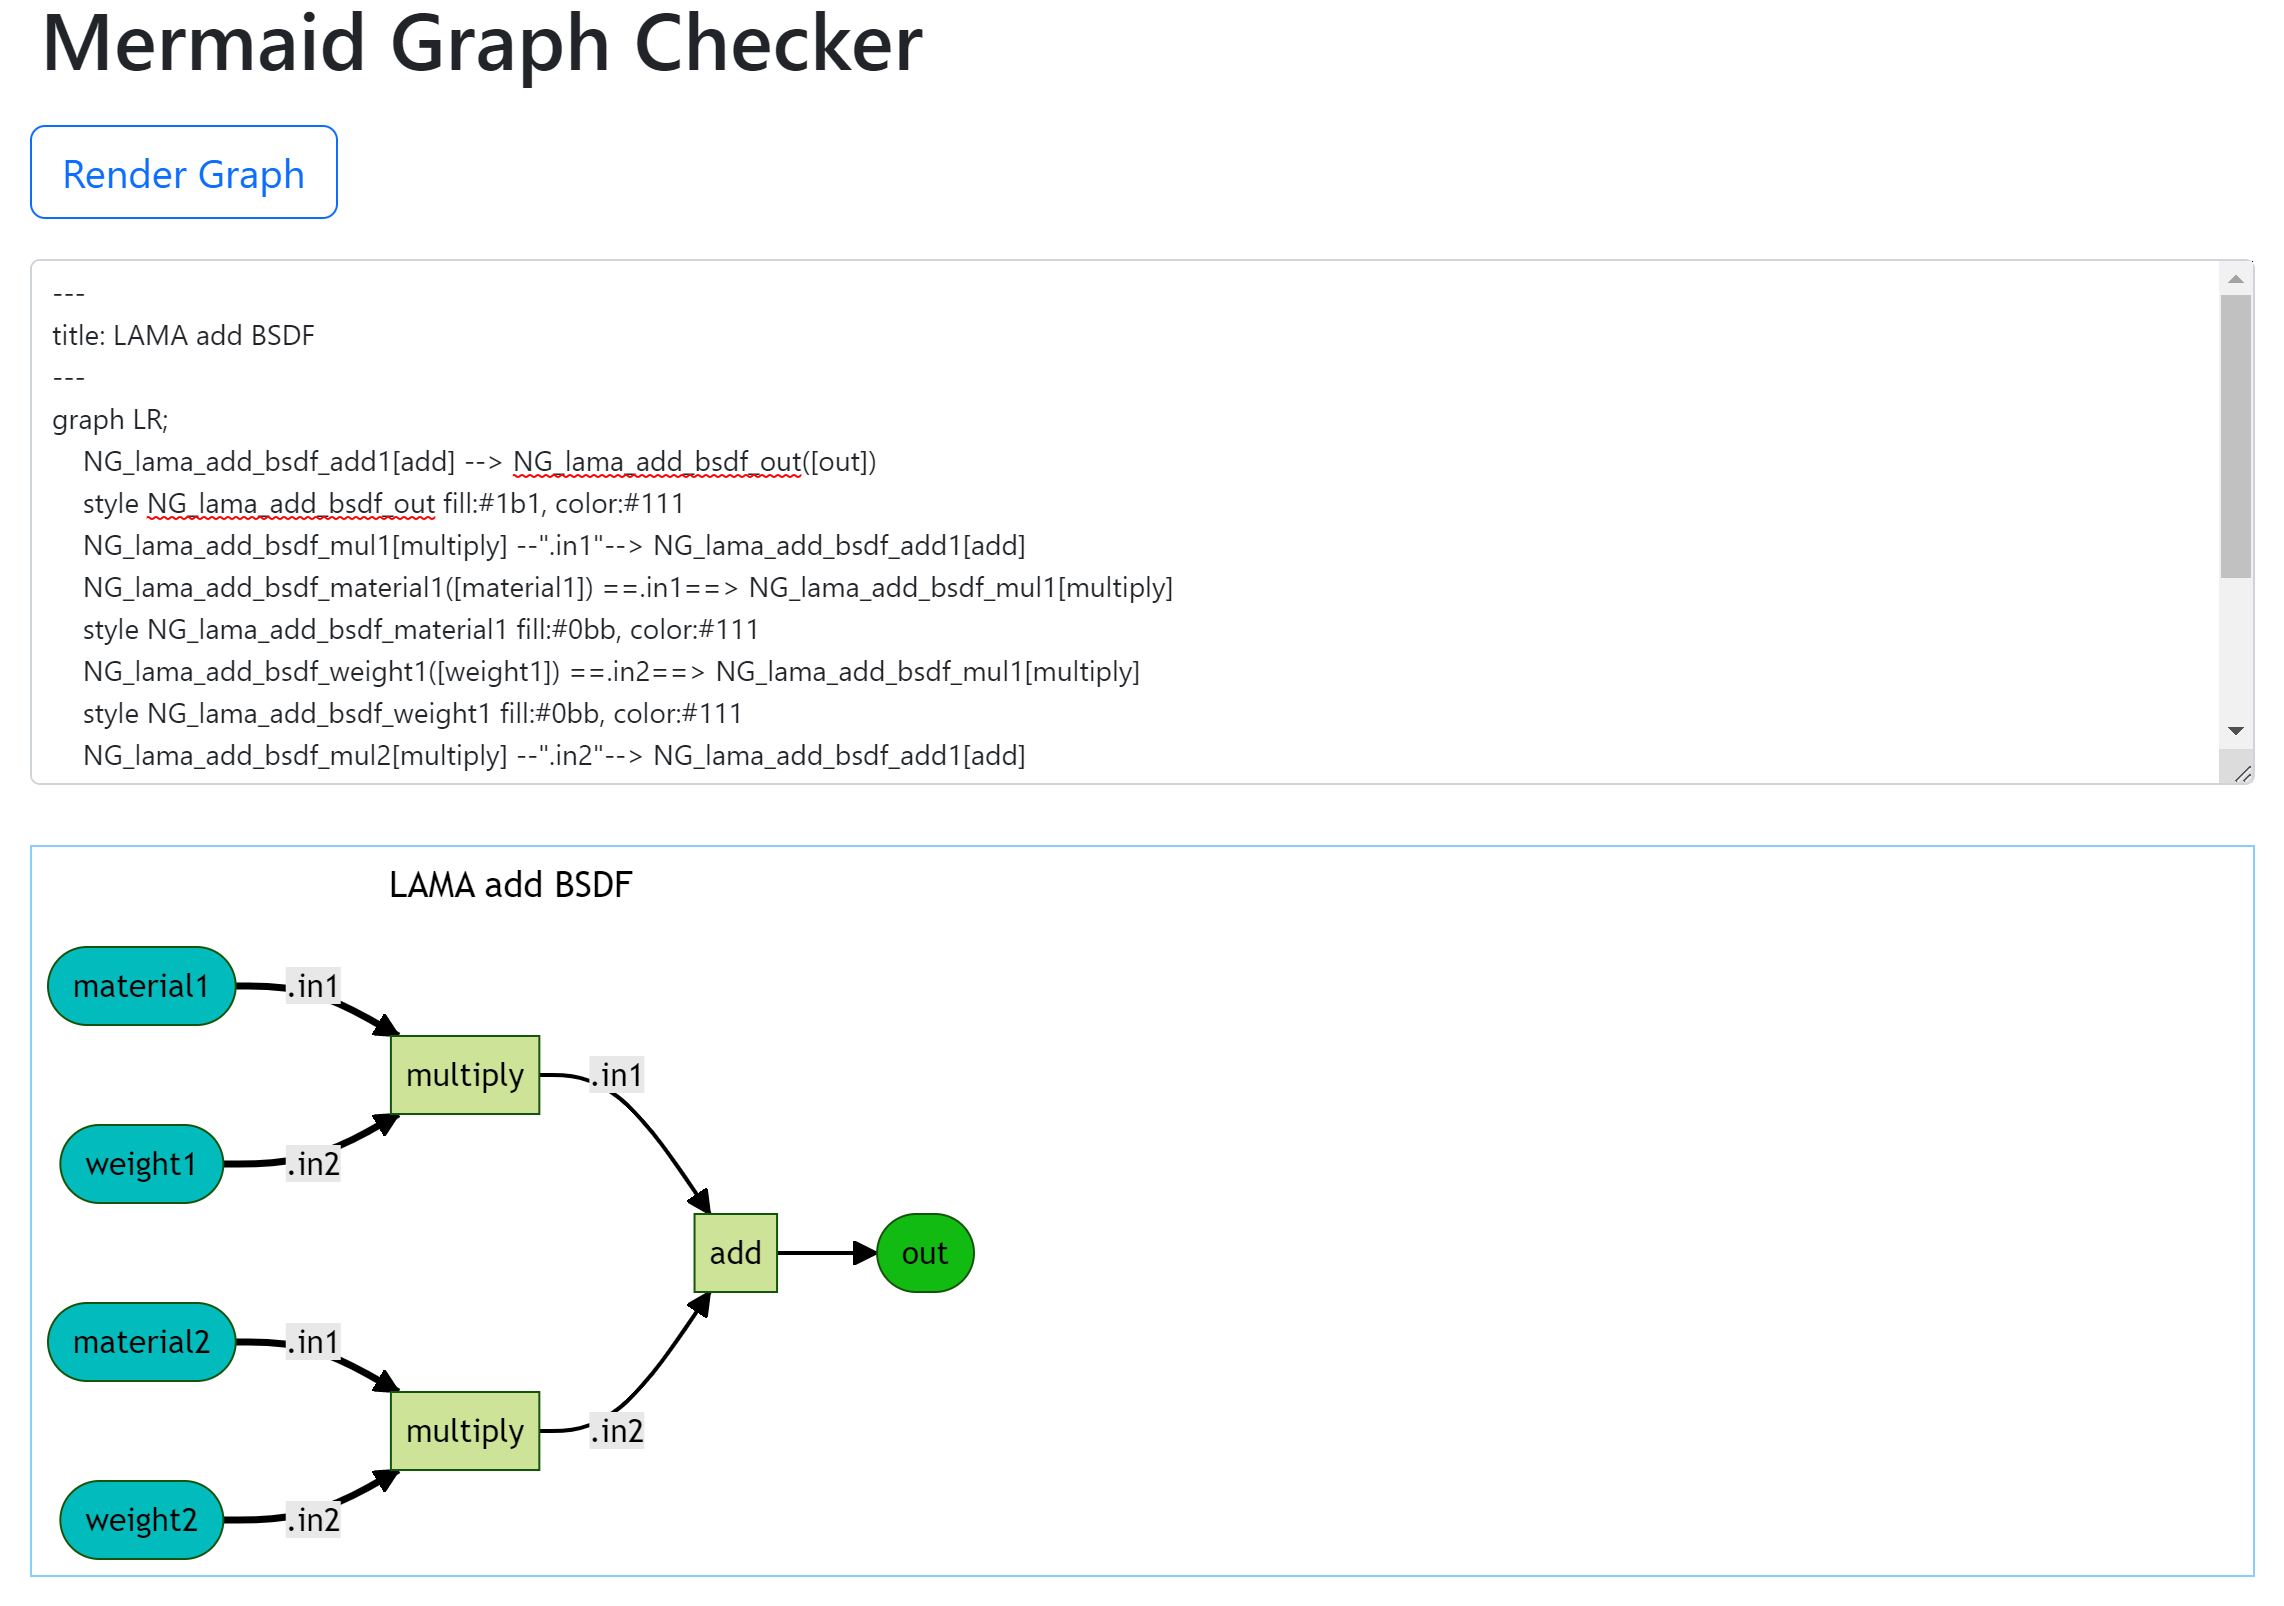 Mermaid Graph Checker
Render Graph
---
title: LAMA add BSDF
---
graph LR;
NG_lama_add_bsdf_add1[add] --> NG_lama_add_bsdf_out([out])
style NG_lama_add_bsdf_out fill:#1b1, color:#111
NG_lama_add_bsdf_mul1[multiply] --".in1"--> NG_lama_add_bsdf_add1[add]
NG_lama_add_bsdf_material1([material1]) ==.in1==> NG_lama_add_bsdf_mul1[multiply]
style NG_lama_add_bsdf_material1 fill:#0bb, color:#111
NG_lama_add_bsdf_weight1([weight1]) ==.in2==> NG_lama_add_bsdf_mul1[multiply]
style NG_lama_add_bsdf_weight1 fill:#0bb, color:#111
NG_lama_add_bsdf_mul2[multiply] --".in2"--> NG_lama_add_bsdf_add1[add]
LAMA add BSDF
material1
.in1
multiply
.in1
weight1
.in2
add
out
material2
.in1
multiply
.in2
weight2
.in2